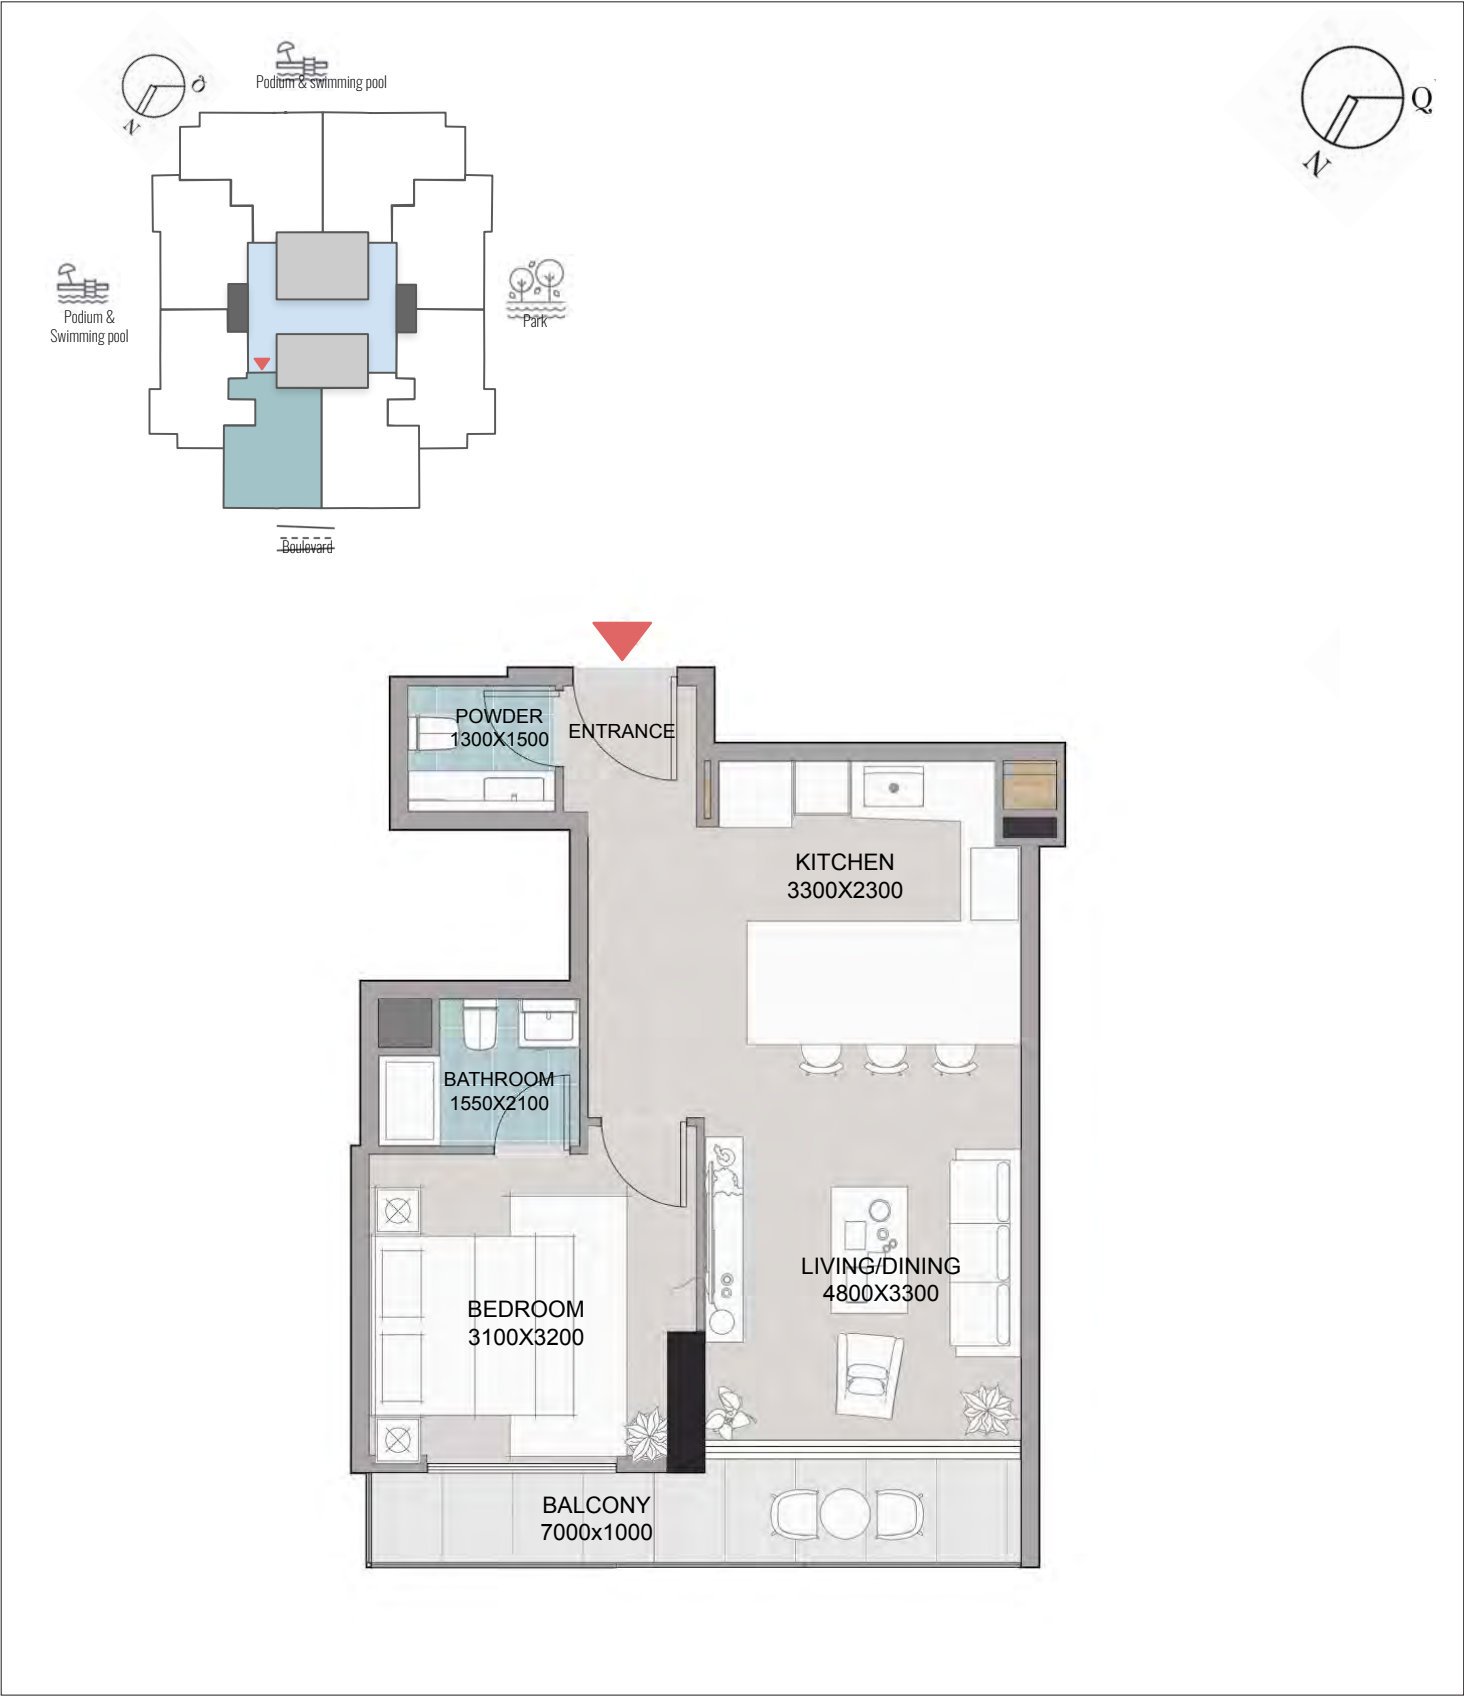 Podium & swimming pool
Q
N
Q
N
Podium &
Swimming pool
Park
Boulevard
POWDER
1300X1500
ENTRANCE
KITCHEN
3300X2300
BATHROOM
1550X2100
LIVING/DINING
4800X3300
BEDROOM
3100X3200
BALCONY
7000x1000